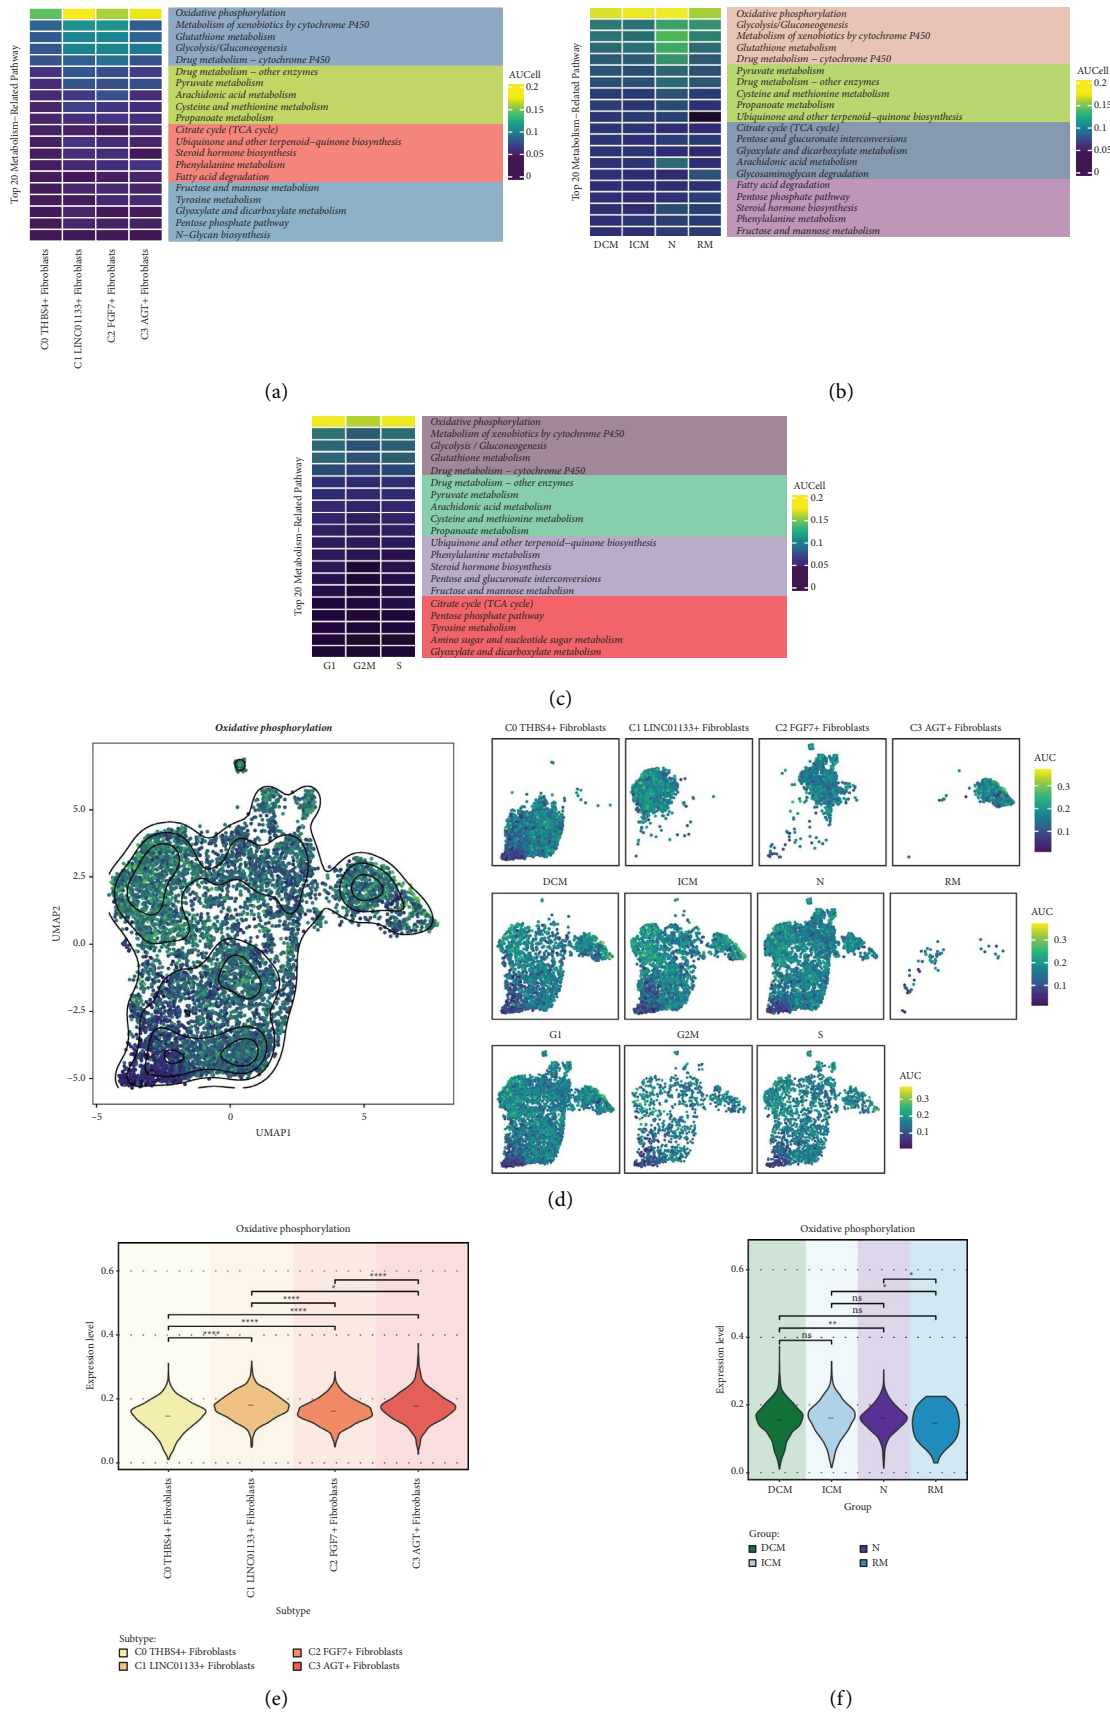 Top 20 Metabolism−Related Pathway
Oxidative phosphorylation
Metabolism of xenobiotics by cytochrome P450
Glutathione metabolism
Glycolysis/Gluconeogenesis
Drug metabolism − cytochrome P450
Drug metabolism − other enzymes
Pyruvate metabolism
Arachidonic acid metabolism
Cysteine and methionine metabolism
Propanoate metabolism
Citrate cycle (TCA cycle)
Ubiquinone and other terpenoid−quinone biosynthesis
Steroid hormone biosynthesis
Phenylalanine metabolism
Fatty acid degradation
Fructose and mannose metabolism
Tyrosine metabolism
Glyoxylate and dicarboxylate metabolism
Pentose phosphate pathway
N−Glycan biosynthesis
AUCell
0.2
0.15
0.1
0.05
0
C0 THBS4+ Fibroblasts
C1 LINC01133+ Fibroblasts
C2 FGF7+ Fibroblasts
C3 AGT+ Fibroblasts
(a)
Top 20 Metabolism−Related Pathway
Oxidative phosphorylation
Glycolysis/Gluconeogenesis
Metabolism of xenobiotics by cytochrome P450
Glutathione metabolism
Drug metabolism − cytochrome P450
Pyruvate metabolism
Drug metabolism − other enzymes
Cysteine and methionine metabolism
Propanoate metabolism
Ubiquinone and other terpenoid−quinone biosynthesis
Citrate cycle (TCA cycle)
Pentose and glucuronate interconversions
Glyoxylate and dicarboxylate metabolism
Arachidonic acid metabolism
Glycosaminoglycan degradation
Fatty acid degradation
Pentose phosphate pathway
Steroid hormone biosynthesis
Phenylalanine metabolism
Fructose and mannose metabolism
AUCell
0.2
0.15
0.1
0.05
0
DCM ICM N RM
(b)
Top 20 Metabolism−Related Pathway
Oxidative phosphorylation
Metabolism of xenobiotics by cytochrome P450
Glycolysis / Gluconeogenesis
Glutathione metabolism
Drug metabolism − cytochrome P450
Drug metabolism − other enzymes
Pyruvate metabolism
Arachidonic acid metabolism
Cysteine and methionine metabolism
Propanoate metabolism
Ubiquinone and other terpenoid−quinone biosynthesis
Phenylalanine metabolism
Steroid hormone biosynthesis
Pentose and glucuronate interconversions
Fructose and mannose metabolism
Citrate cycle (TCA cycle)
Pentose phosphate pathway
Tyrosine metabolism
Amino sugar and nucleotide sugar metabolism
Glyoxylate and dicarboxylate metabolism
AUCell
0.2
0.15
0.1
0.05
0
G1 G2M S
(c)
Oxidative phosphorylation
UMAP2
5.0
2.5
0.0
−2.5
−5.0
−5 0 5
UMAP1
C0 THBS4+ Fibroblasts C1 LINC01133+ Fibroblasts C2 FGF7+ Fibroblasts C3 AGT+ Fibroblasts
AUC
0.3
0.2
0.1
DCM ICM N RM
AUC
0.3
0.2
0.1
G1 G2M S
AUC
0.3
0.2
0.1
(d)
Oxidative phosphorylation
Expression level
0.6
0.4
0.2
0.0
****
*
****
****
****
****
C0 THBS4+ Fibroblasts
C1 LINC01133+ Fibroblasts
C2 FGF7+ Fibroblasts
C3 AGT+ Fibroblasts
Subtype
Subtype:
C0 THBS4+ Fibroblasts C2 FGF7+ Fibroblasts
C1 LINC01133+ Fibroblasts C3 AGT+ Fibroblasts
(e)
Oxidative phosphorylation
Expression level
0.6
0.4
0.2
0.0
*
*
ns
ns
**
ns
DCM ICM N RM
Group
Group:
DCM N
ICM RM
(f)